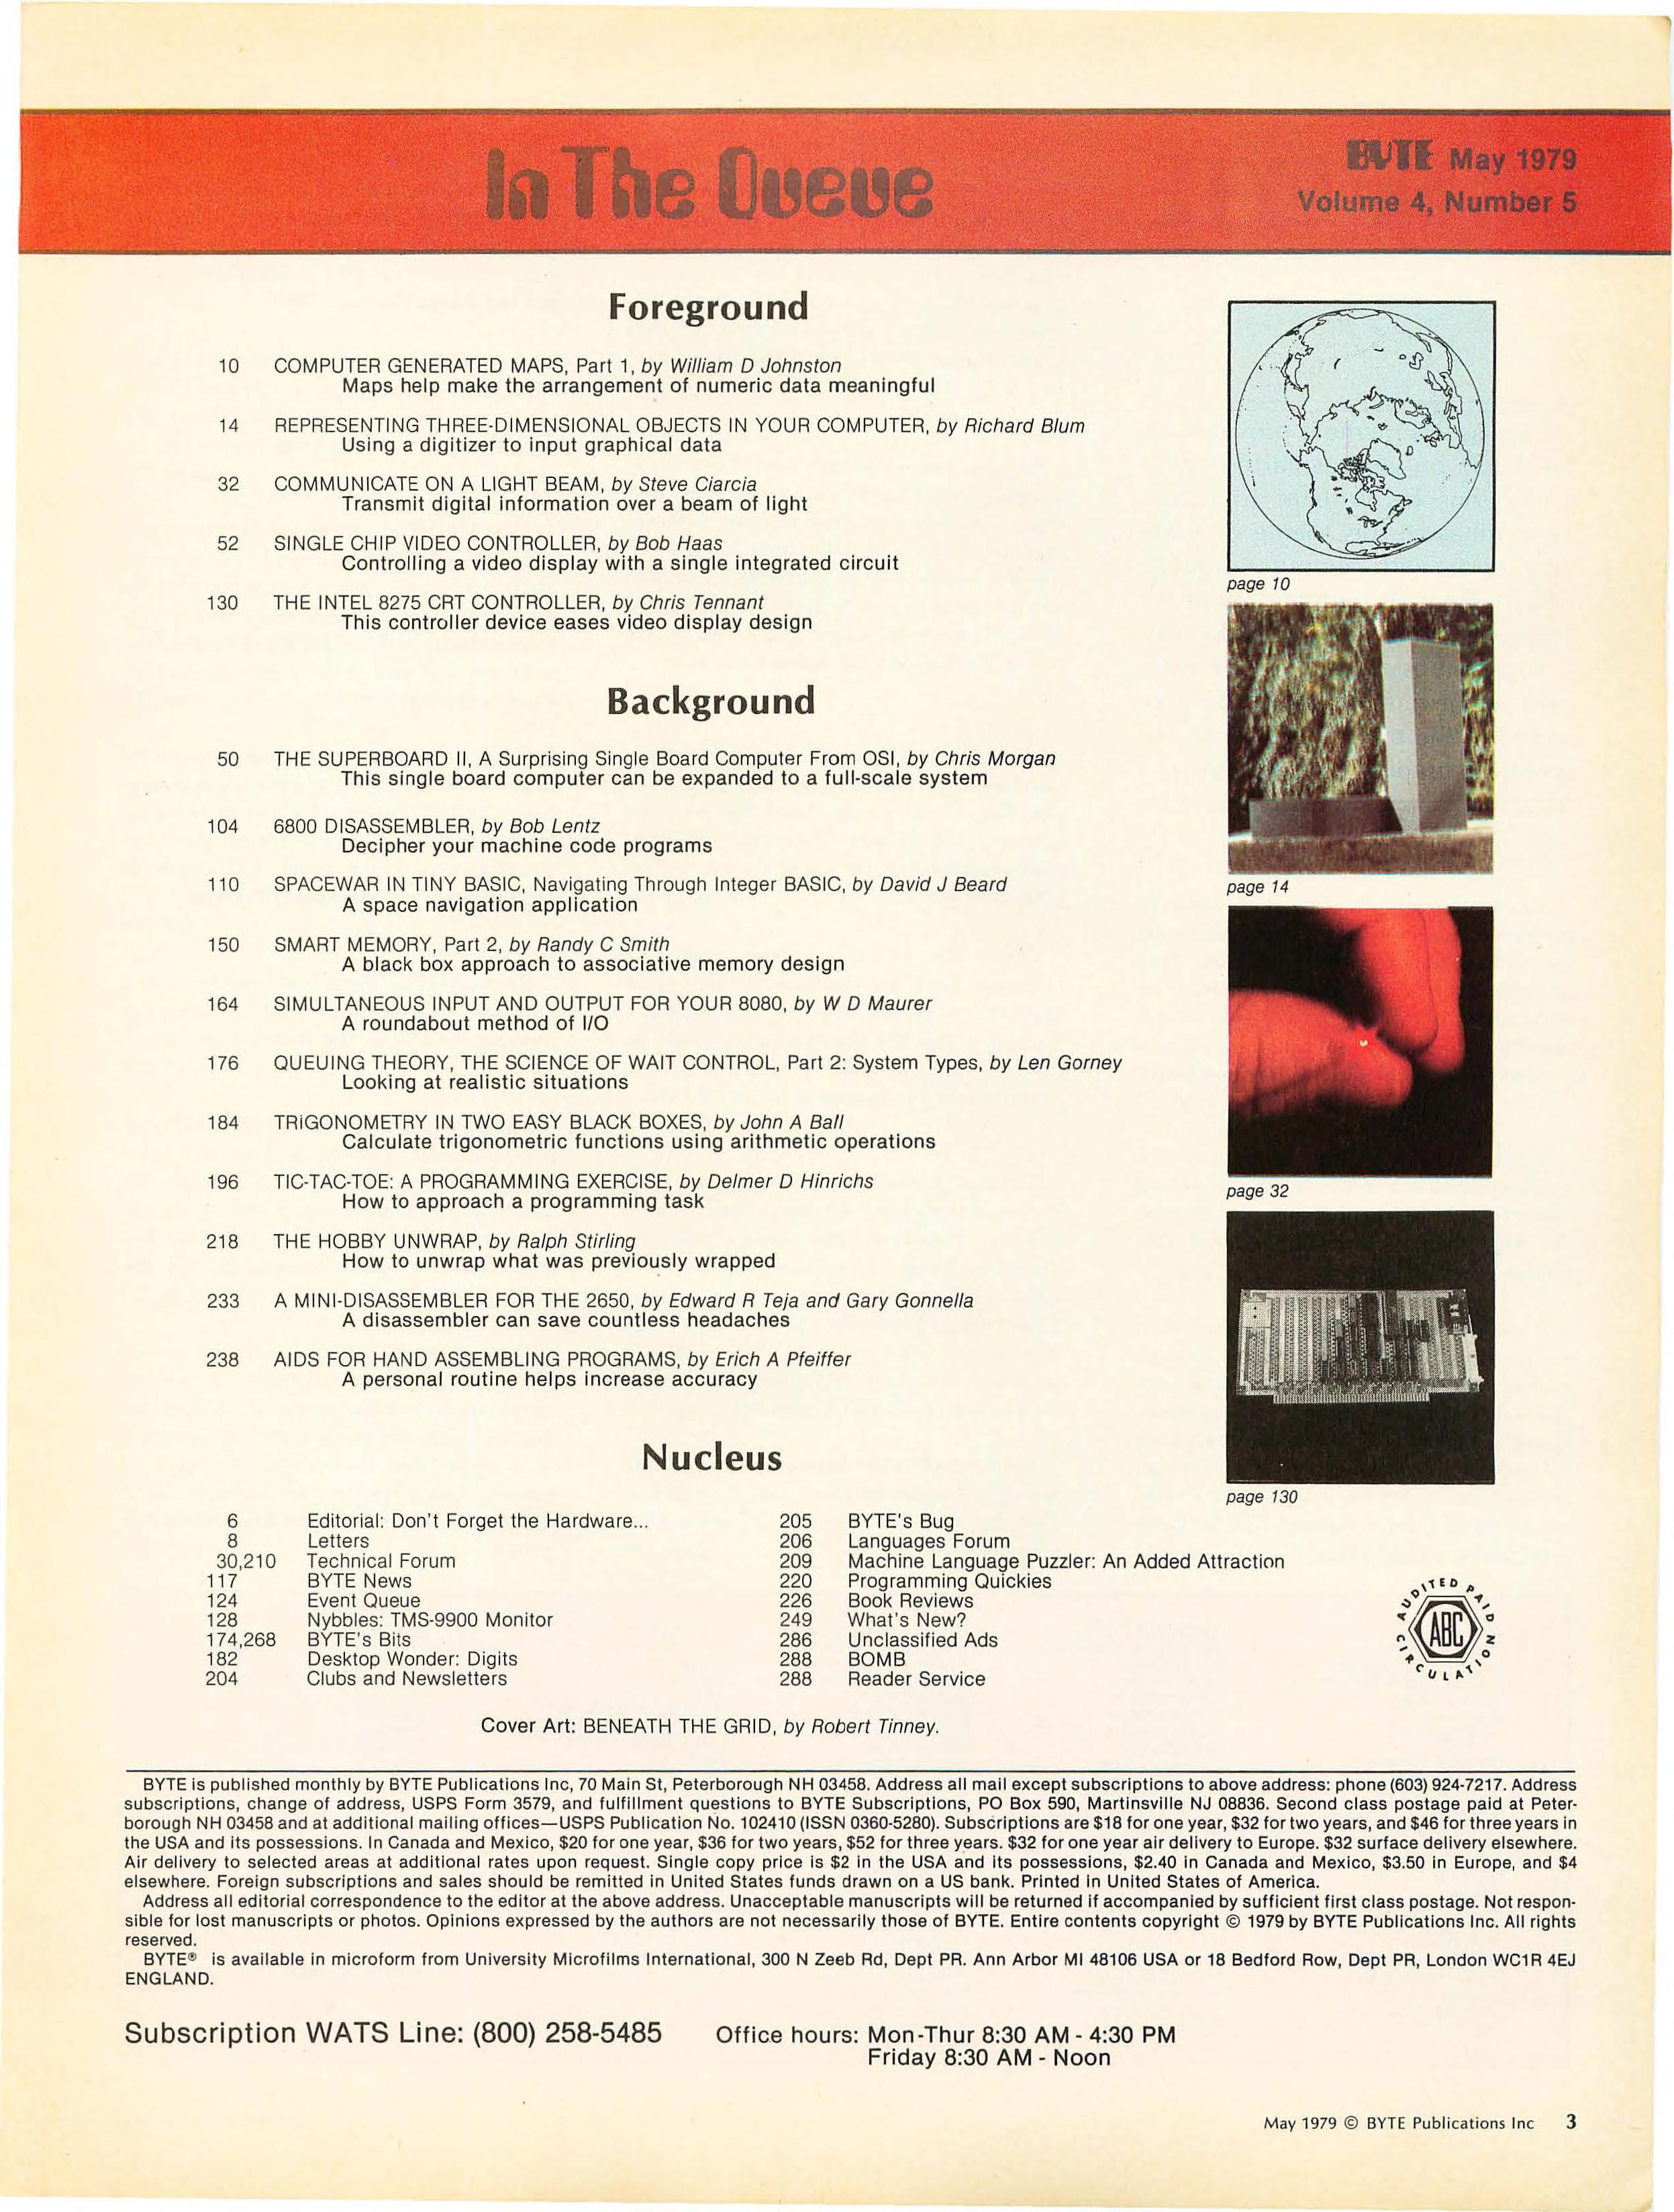 In The Queue
BYTE May 1979
Volume 4, Number 5
Foreground
10 COMPUTER GENERATED MAPS, Part 1, by William D Johnston
Maps help make the arrangement of numeric data meaningful
14 REPRESENTING THREE-DIMENSIONAL OBJECTS IN YOUR COMPUTER, by Richard Blum
Using a digitizer to input graphical data
32 COMMUNICATE ON A LIGHT BEAM, by Steve Ciarcia
Transmit digital information over a beam of light
52 SINGLE CHIP VIDEO CONTROLLER, by Bob Haas
Controlling a video display with a single integrated circuit
130 THE INTEL 8275 CRT CONTROLLER, by Chris Tennant
This controller device eases video display design
Background
50 THE SUPERBOARD II, A Surprising Single Board Computer From OSI, by Chris Morgan
This single board computer can be expanded to a full-scale system
104 6800 DISASSEMBLER, by Bob Lentz
Decipher your machine code programs
110 SPACEWAR IN TINY BASIC, Navigating Through Integer BASIC, by David J Beard
A space navigation application
150 SMART MEMORY, Part 2, by Randy C Smith
A black box approach to associative memory design
164 SIMULTANEOUS INPUT AND OUTPUT FOR YOUR 8080, by W D Maurer
A roundabout method of I/O
176 QUEUING THEORY, THE SCIENCE OF WAIT CONTROL, Part 2: System Types, by Len Gorney
Looking at realistic situations
184 TRiGONOMETRY IN TWO EASY BLACK BOXES, by John A Ball
Calculate trigonometric functions using arithmetic operations
196 TIC-TAC-TOE: A PROGRAMMING EXERCISE, by Delmer D Hinrichs
How to approach a programming task
218 THE HOBBY UNWRAP, by Ralph Stirling
How to unwrap what was previously wrapped
233 A MINI-DISASSEMBLER FOR THE 2650, by Edward R Teja and Gary Gonnella
A disassembler can save countless headaches
238 AIDS FOR HAND ASSEMBLING PROGRAMS, by Erich A Pfeiffer
A personal routine helps increase accuracy
page 10
page 14
page 32
page 130
Nucleus
6 Editorial: Don't Forget the Hardware...
8 Letters
30,210 Technical Forum
117 BYTE News
124 Event Queue
128 Nybbles: TMS-9900 Monitor
174,268 BYTE's Bits
182 Desktop Wonder: Digits
204 Clubs and Newsletters
205 BYTE's Bug
206 Languages Forum
209 Machine Language Puzzler: An Added Attraction
220 Programming Quickies
226 Book Reviews
249 What's New?
286 Unclassified Ads
288 BOMB
288 Reader Service
AUDITED PAID CIRCULATION
ABC
Cover Art: BENEATH THE GRID, by Robert Tinney.
BYTE is published monthly by BYTE Publications Inc, 70 Main St, Peterborough NH 03458. Address all mail except subscriptions to above address: phone (603) 924-7217. Address
subscriptions, change of address, USPS Form 3579, and fulfillment questions to BYTE Subscriptions, PO Box 590, Martinsville NJ 08836. Second class postage paid at Peter-
borough NH 03458 and at additional mailing offices—USPS Publication No. 102410 (ISSN 0360-5280). Subscriptions are $18 for one year, $32 for two years, and $46 for three years in
the USA and its possessions. In Canada and Mexico, $20 for one year, $36 for two years, $52 for three years. $32 for one year air delivery to Europe. $32 surface delivery elsewhere.
Air delivery to selected areas at additional rates upon request. Single copy price is $2 in the USA and its possessions, $2.40 in Canada and Mexico, $3.50 in Europe, and $4
elsewhere. Foreign subscriptions and sales should be remitted in United States funds drawn on a US bank. Printed in United States of America.
Address all editorial correspondence to the editor at the above address. Unacceptable manuscripts will be returned if accompanied by sufficient first class postage. Not respon-
sible for lost manuscripts or photos. Opinions expressed by the authors are not necessarily those of BYTE. Entire contents copyright © 1979 by BYTE Publications Inc. All rights
reserved.
BYTE® is available in microform from University Microfilms International, 300 N Zeeb Rd, Dept PR. Ann Arbor MI 48106 USA or 18 Bedford Row, Dept PR, London WC1R 4EJ
ENGLAND.
Subscription WATS Line: (800) 258-5485
Office hours: Mon-Thur 8:30 AM - 4:30 PM
Friday 8:30 AM - Noon
May 1979 © BYTE Publications Inc 3